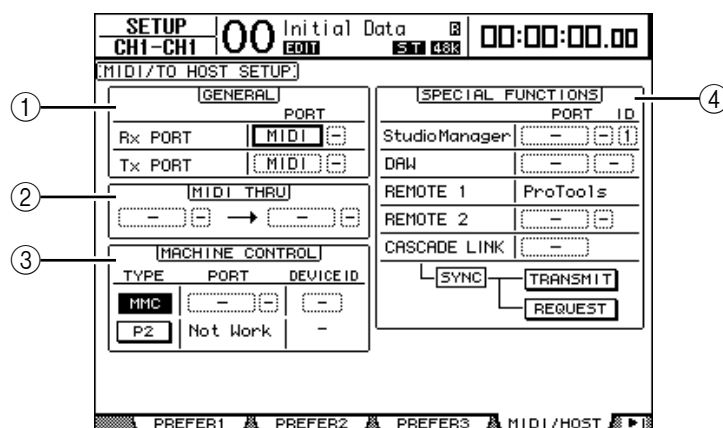 SETUP
CH1-CH1
00 Initial Data R
EDIT ST 48K
00:00:00.00
MIDI/TO HOST SETUP
1
GENERAL
PORT
Rx PORT MIDI -
Tx PORT MIDI -
2
MIDI THRU
- - → - -
3
MACHINE CONTROL
TYPE PORT DEVICE ID
MMC - - -
P2 Not Work -
4
SPECIAL FUNCTIONS
PORT ID
StudioManager - - 1
DAW - -
REMOTE 1 ProTools
REMOTE 2 - -
CASCADE LINK -
SYNC TRANSMIT
REQUEST
PREFER1 PREFER2 PREFER3 MIDI/HOST